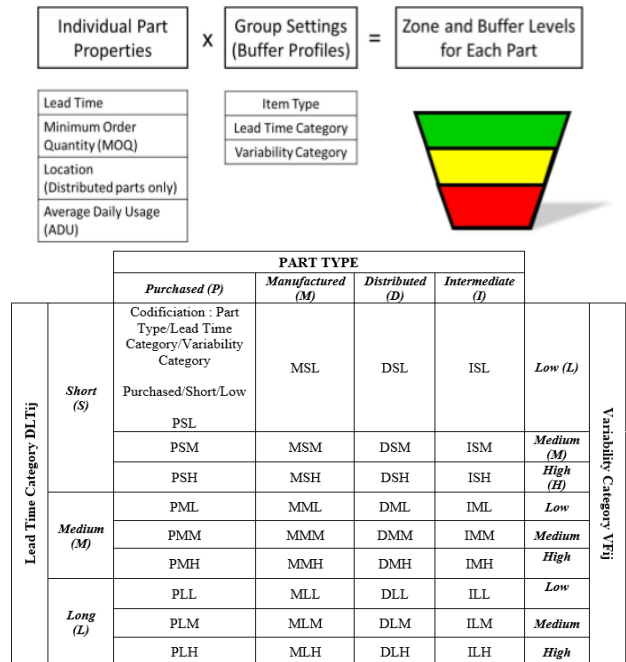 Individual Part
Properties
x
Group Settings
(Buffer Profiles)
=
Zone and Buffer Levels
for Each Part
Lead Time
Minimum Order
Quantity (MOQ)
Location
(Distributed parts only)
Average Daily Usage
(ADU)
Item Type
Lead Time Category
Variability Category
PART TYPE
Purchased (P)
Manufactured
(M)
Distributed
(D)
Intermediate
(I)
Lead Time Category DLTij
Short
(S)
Codificiation : Part
Type/Lead Time
Category/Variability
Category
Purchased/Short/Low
PSL
MSL
DSL
ISL
Low (L)
Variability Category VFij
PSM
MSM
DSM
ISM
Medium
(M)
PSH
MSH
DSH
ISH
High
(H)
Medium
(M)
PML
MML
DML
IML
Low
PMM
MMM
DMM
IMM
Medium
PMH
MMH
DMH
IMH
High
Long
(L)
PLL
MLL
DLL
ILL
Low
PLM
MLM
DLM
ILM
Medium
PLH
MLH
DLH
ILH
High